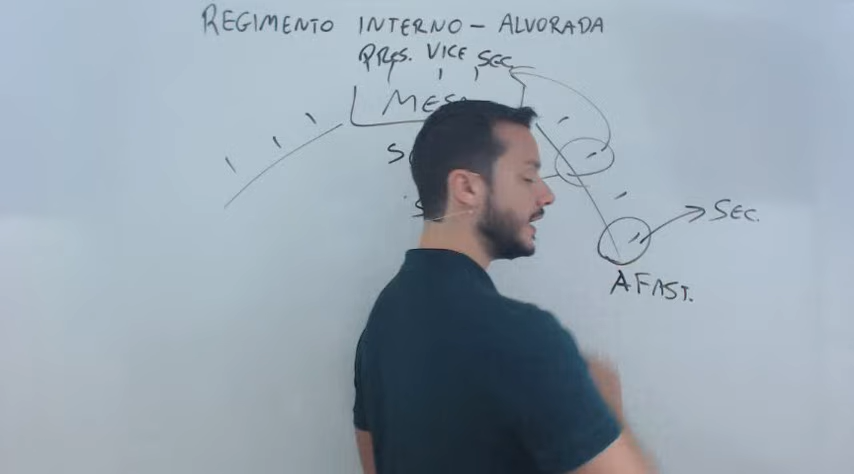 REGIMENTO INTERNO - ALVORADA
PRES. VICE SEC.
SEC.
AFAST.